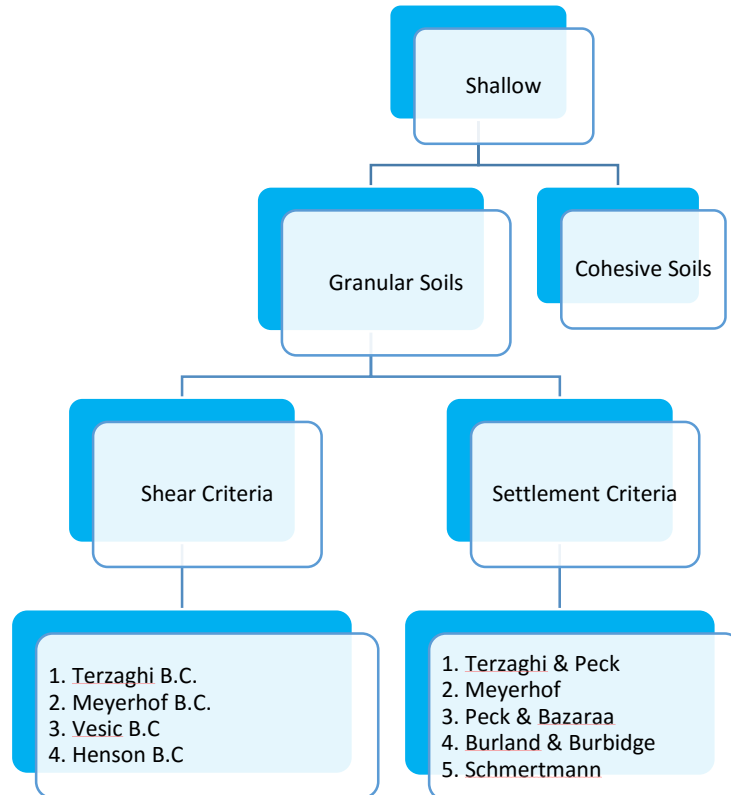 Shallow
Granular Soils
Cohesive Soils
Shear Criteria
Settlement Criteria
1. Terzaghi B.C.
2. Meyerhof B.C.
3. Vesic B.C
4. Henson B.C
1. Terzaghi & Peck
2. Meyerhof
3. Peck & Bazaraa
4. Burland & Burbidge
5. Schmertmann